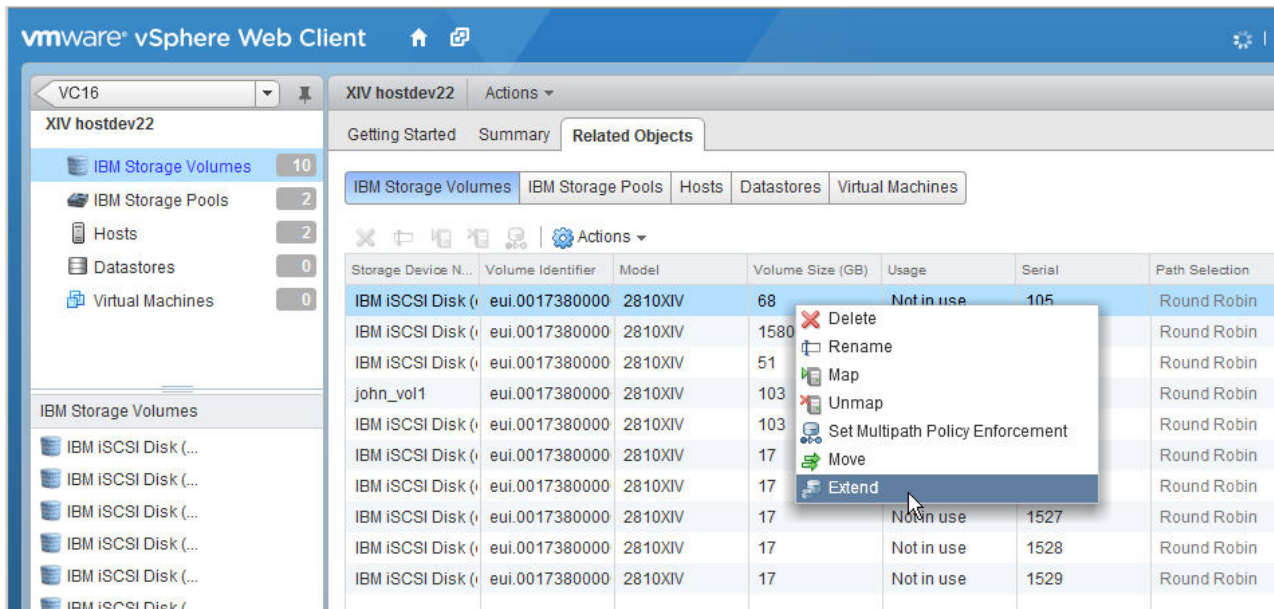 vmware® vSphere Web Client
VC16
XIV hostdev22
IBM Storage Volumes 10
IBM Storage Pools 2
Hosts 2
Datastores 0
Virtual Machines 0
IBM Storage Volumes
IBM iSCSI Disk (...
IBM iSCSI Disk (...
IBM iSCSI Disk (...
IBM iSCSI Disk (...
IBM iSCSI Disk (...
IBM iSCSI Disk (
XIV hostdev22 Actions
Getting Started Summary Related Objects
IBM Storage Volumes IBM Storage Pools Hosts Datastores Virtual Machines
Actions
Storage Device N... Volume Identifier Model Volume Size (GB) Usage Serial Path Selection
IBM iSCSI Disk ( eui.0017380000 2810XIV 68 Not in use 105 Round Robin
IBM iSCSI Disk ( eui.0017380000 2810XIV 1580 Round Robin
IBM iSCSI Disk ( eui.0017380000 2810XIV 51 Round Robin
john_vol1 eui.0017380000 2810XIV 103 Round Robin
IBM iSCSI Disk ( eui.0017380000 2810XIV 103 Round Robin
IBM iSCSI Disk ( eui.0017380000 2810XIV 17 Round Robin
IBM iSCSI Disk ( eui.0017380000 2810XIV 17 Round Robin
IBM iSCSI Disk ( eui.0017380000 2810XIV 17 Not in use 1527 Round Robin
IBM iSCSI Disk ( eui.0017380000 2810XIV 17 Not in use 1528 Round Robin
IBM iSCSI Disk ( eui.0017380000 2810XIV 17 Not in use 1529 Round Robin
Delete
Rename
Map
Unmap
Set Multipath Policy Enforcement
Move
Extend